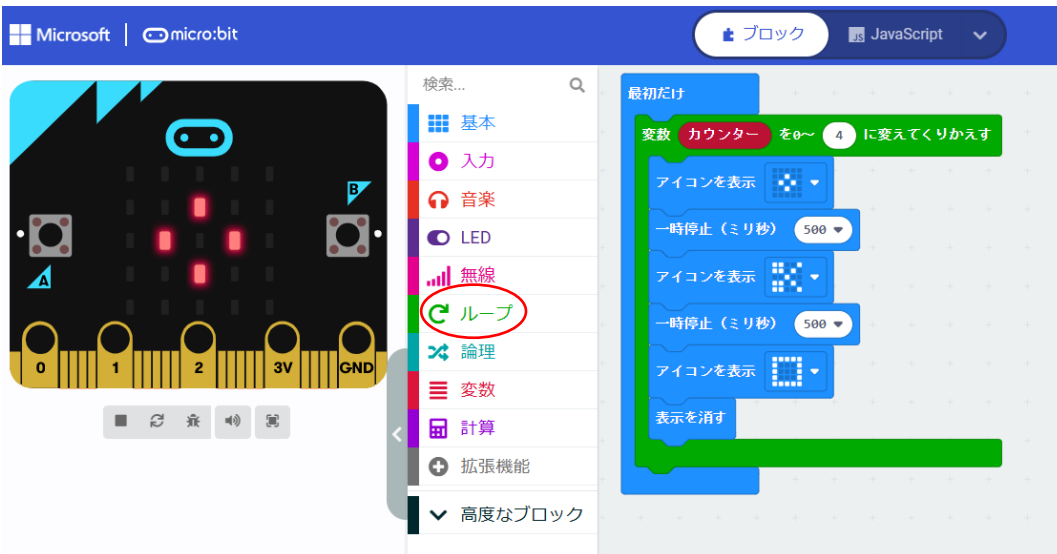 Microsoft micro:bit
ブロック
JS JavaScript
B
A
0 1 2 3V GND
検索...
基本
入力
音楽
LED
無線
ループ
論理
変数
計算
拡張機能
高度なブロック
最初だけ
変数 カウンター を0~ 4 に変えてくりかえす
アイコンを表示
一時停止（ミリ秒） 500
アイコンを表示
一時停止（ミリ秒） 500
アイコンを表示
表示を消す